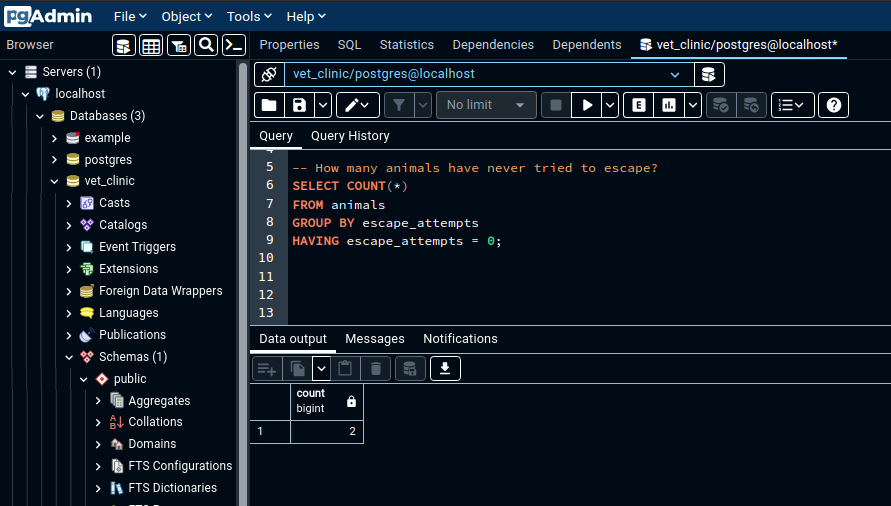 pgAdmin File Object Tools Help
Browser
Properties SQL Statistics Dependencies Dependents vet_clinic/postgres@localhost*
vet_clinic/postgres@localhost
No limit
E
Query Query History
Servers (1)
localhost
Databases (3)
example
postgres
vet_clinic
Casts
Catalogs
Event Triggers
Extensions
Foreign Data Wrappers
Languages
Publications
Schemas (1)
public
Aggregates
Collations
Domains
FTS Configurations
FTS Dictionaries
5 -- How many animals have never tried to escape?
6 SELECT COUNT(*)
7 FROM animals
8 GROUP BY escape_attempts
9 HAVING escape_attempts = 0;
10
11
12
13
Data output Messages Notifications
count
bigint
1 2